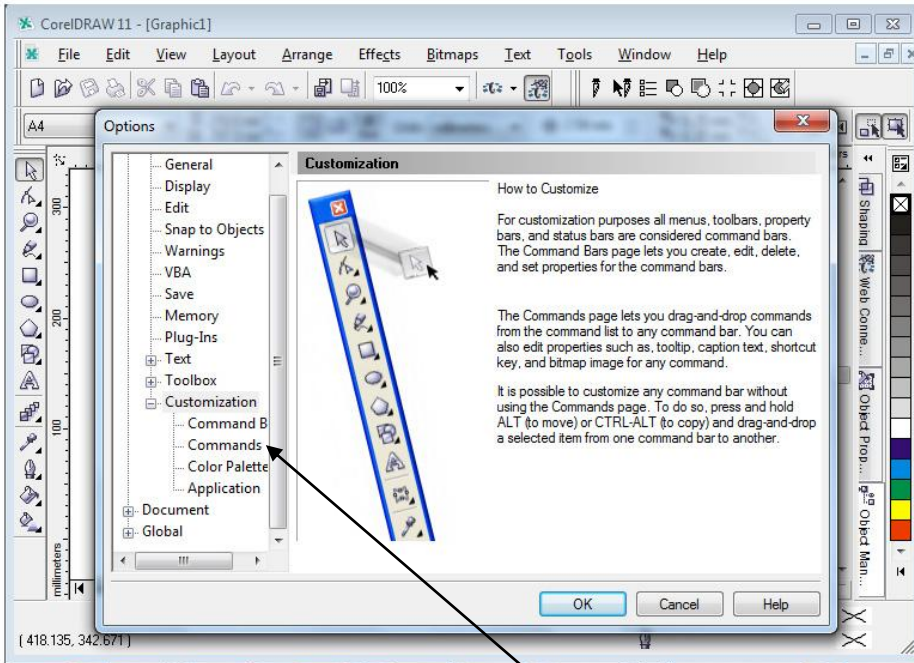 CorelDRAW 11 - [Graphic1]
File Edit View Layout Arrange Effects Bitmaps Text Tools Window Help
100%
A4
Options
General
Display
Edit
Snap to Objects
Warnings
VBA
Save
Memory
Plug-Ins
Text
Toolbox
Customization
Command B
Commands
Color Palette
Application
Document
Global
Customization
How to Customize
For customization purposes all menus, toolbars, property
bars, and status bars are considered command bars.
The Command Bars page lets you create, edit, delete,
and set properties for the command bars.
The Commands page lets you drag-and-drop commands
from the command list to any command bar. You can
also edit properties such as, tooltip, caption text, shortcut
key, and bitmap image for any command.
It is possible to customize any command bar without
using the Commands page. To do so, press and hold
ALT (to move) or CTRL-ALT (to copy) and drag-and-drop
a selected item from one command bar to another.
OK Cancel Help
300
200
100
millimeters
Shaping
Web Conne...
Object Prop...
Object Man...
( 418.135, 342.671 )